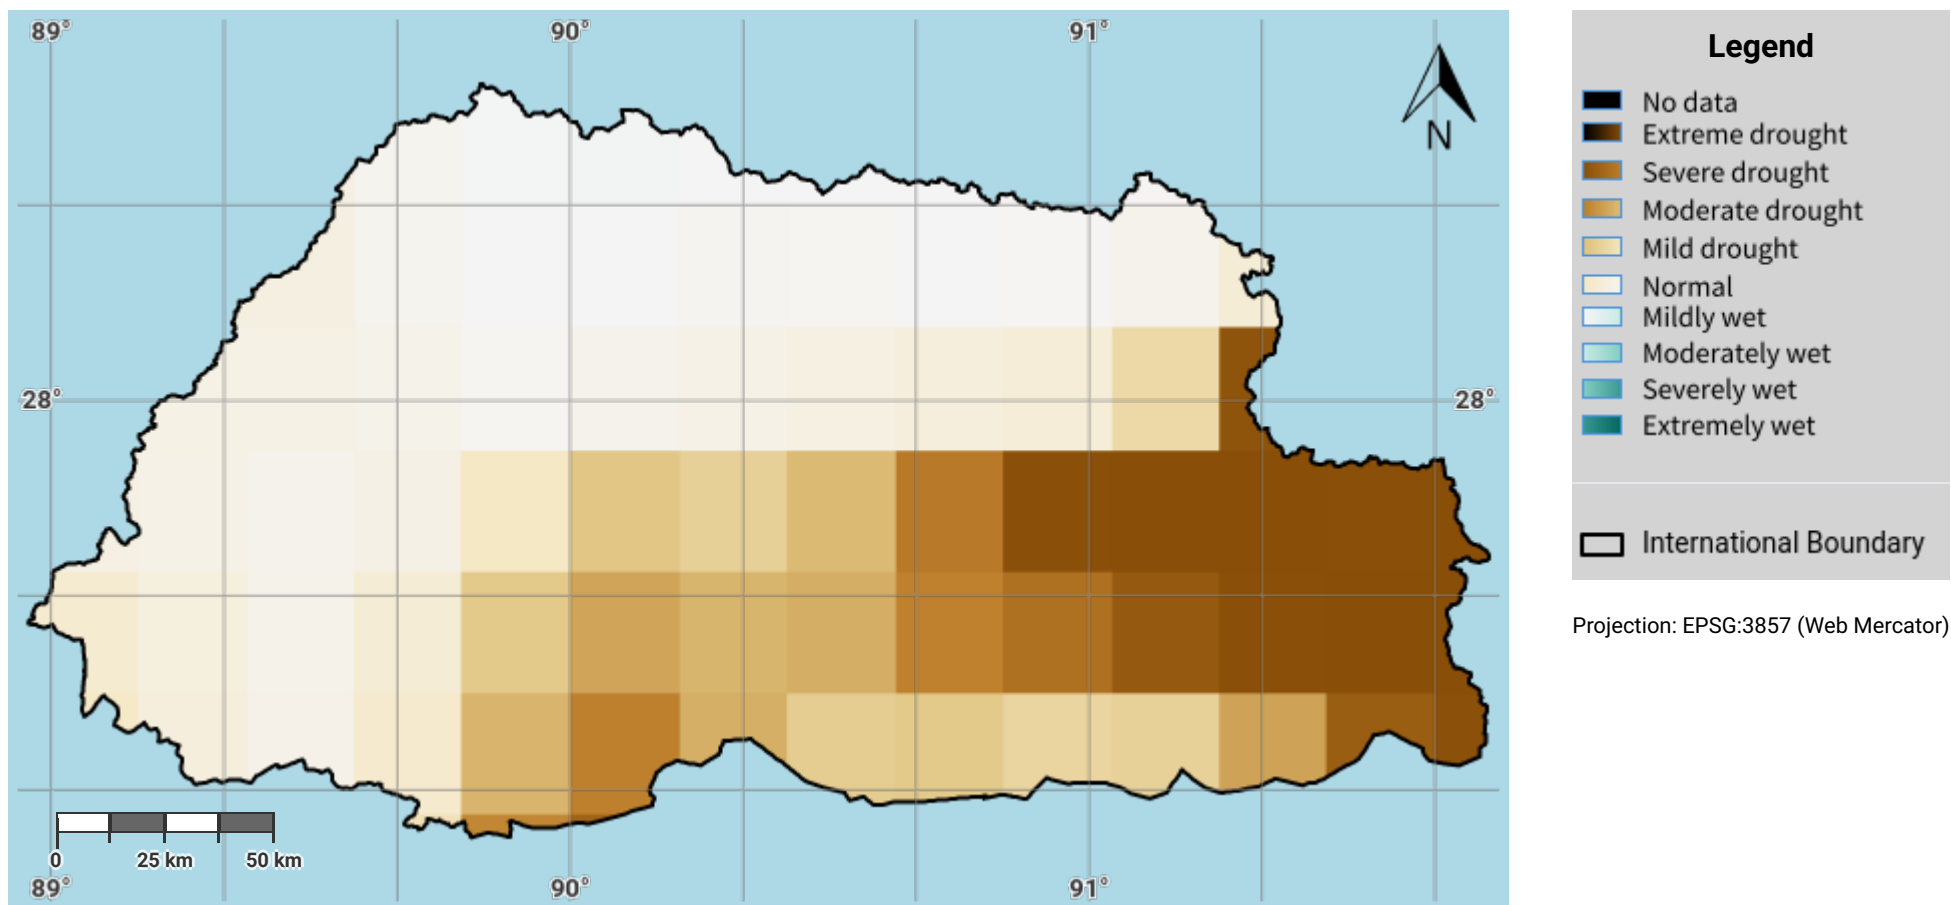 89° 90° 91°
N
28° 28°
0 25 km 50 km
89° 90° 91°
Legend
No data
Extreme drought
Severe drought
Moderate drought
Mild drought
Normal
Mildly wet
Moderately wet
Severely wet
Extremely wet
International Boundary
Projection: EPSG:3857 (Web Mercator)